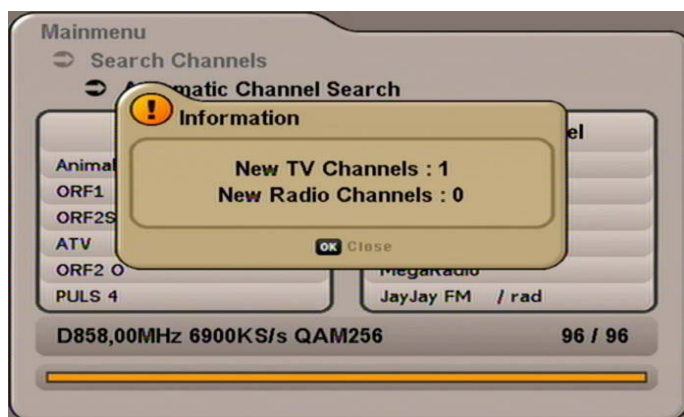 Mainmenu
Search Channels
Channel Search
Information
New TV Channels : 1
New Radio Channels : 0
OK Close
Animal
ORF1
ORF2S
ATV
ORF2 O
PULS 4
MegaRadio
JayJay FM / rad
D858,00MHz 6900KS/s QAM256 96 / 96